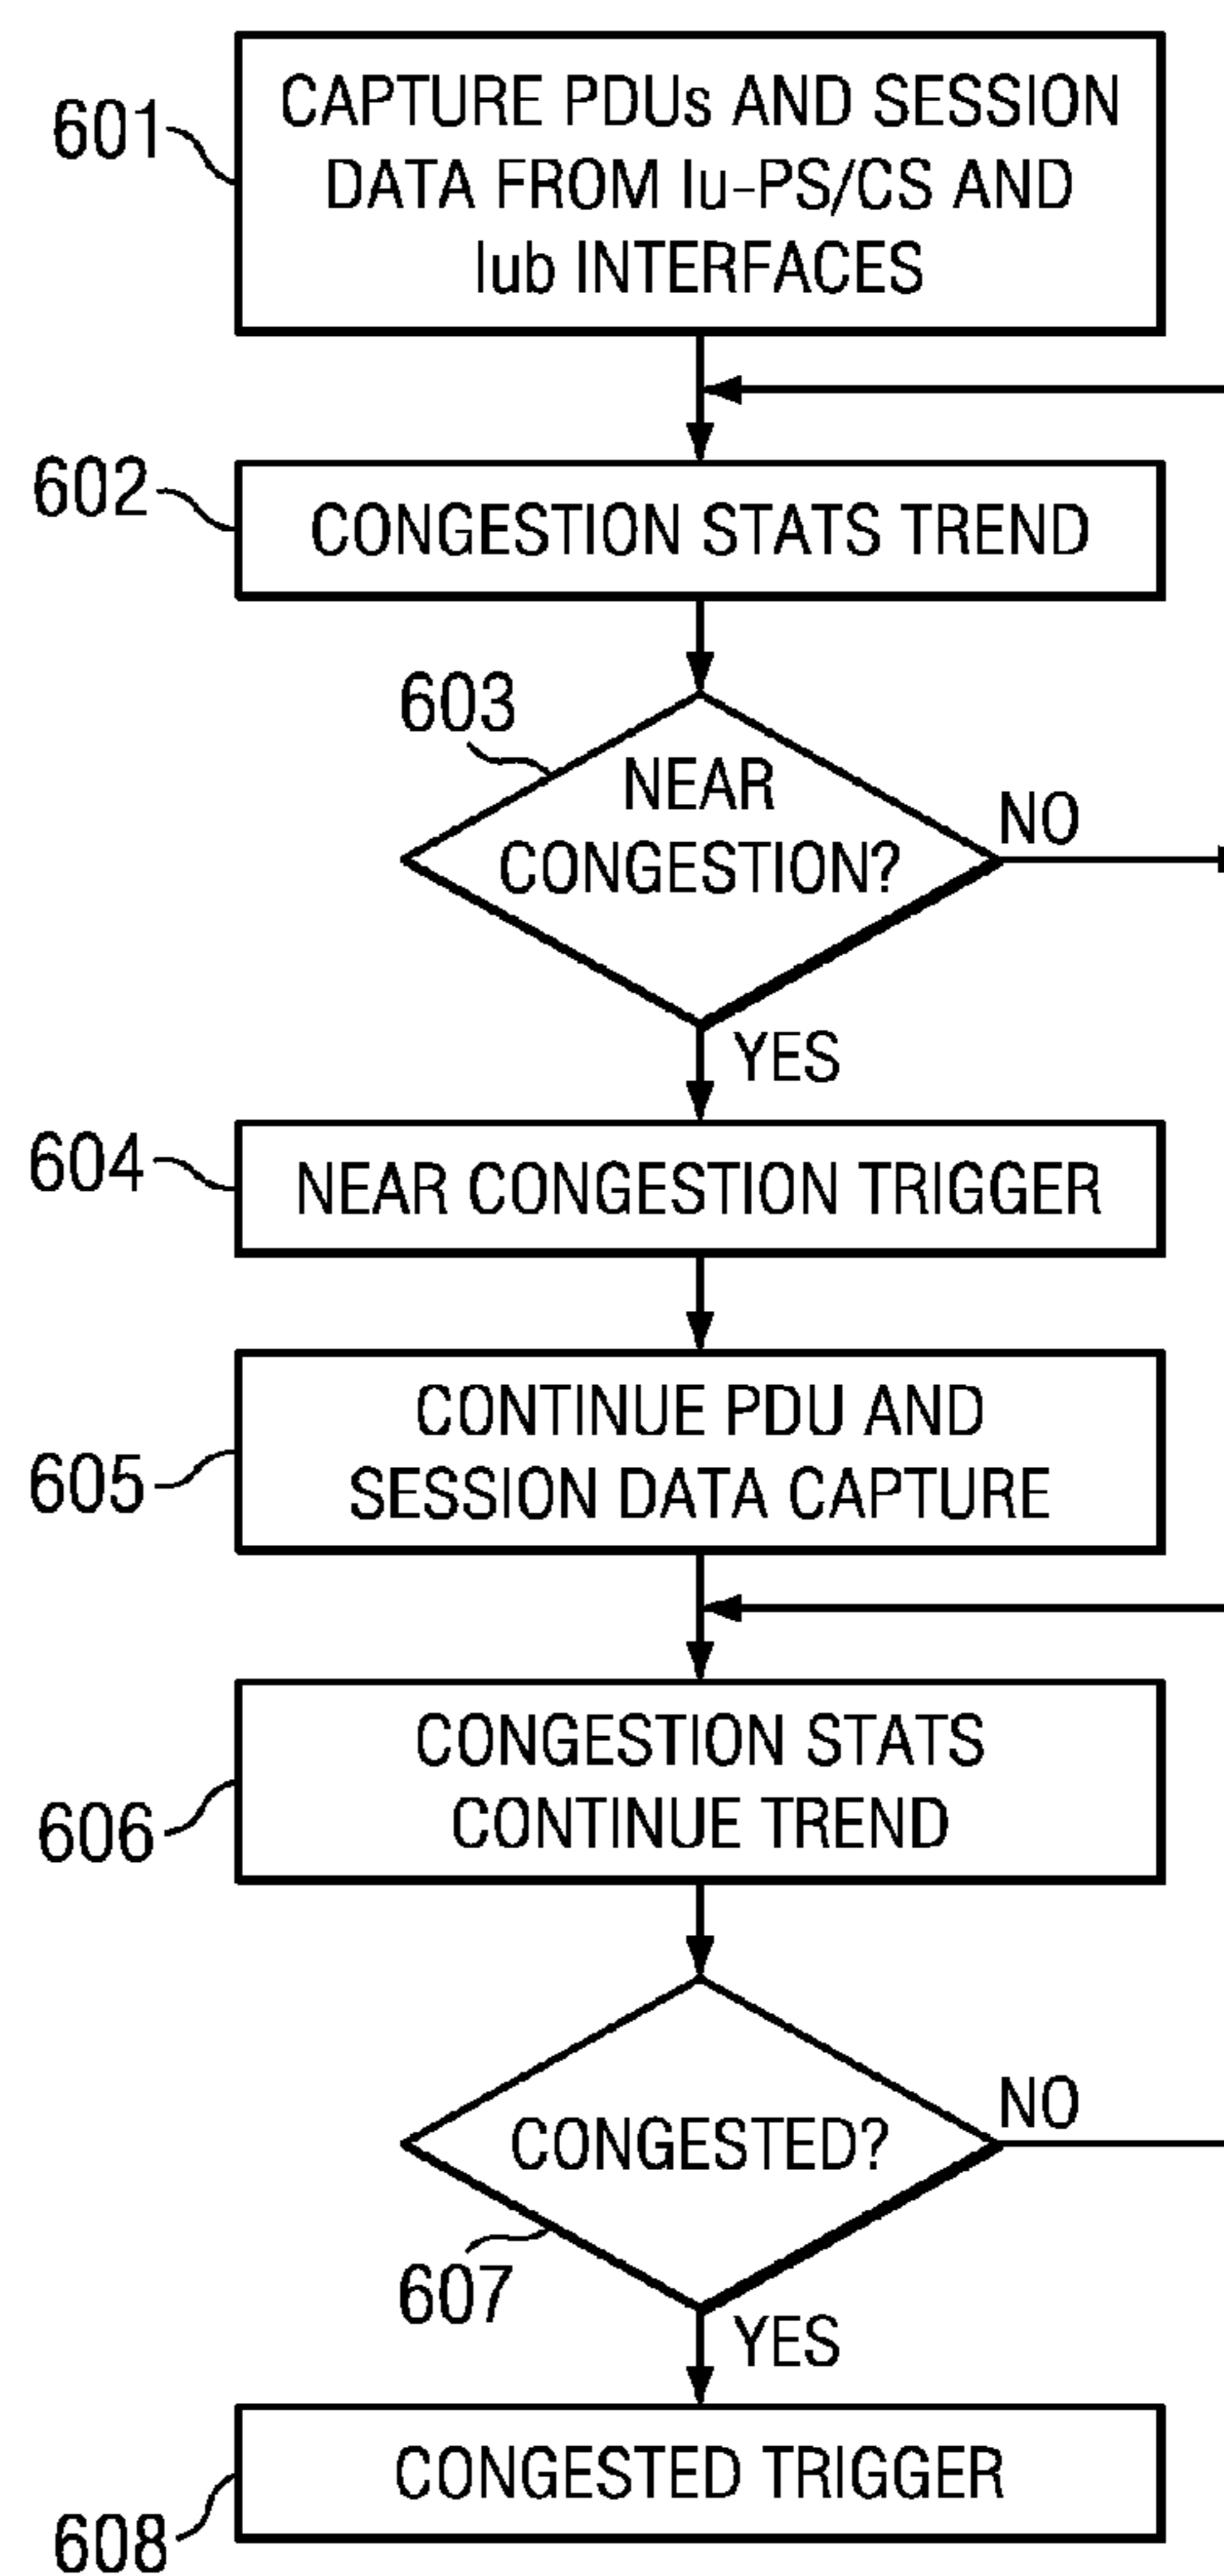 601
CAPTURE PDUs AND SESSION
DATA FROM Iu-PS/CS AND
Iub INTERFACES
602
CONGESTION STATS TREND
603
NEAR
CONGESTION?
NO
YES
604
NEAR CONGESTION TRIGGER
605
CONTINUE PDU AND
SESSION DATA CAPTURE
606
CONGESTION STATS
CONTINUE TREND
CONGESTED?
NO
607
YES
608
CONGESTED TRIGGER